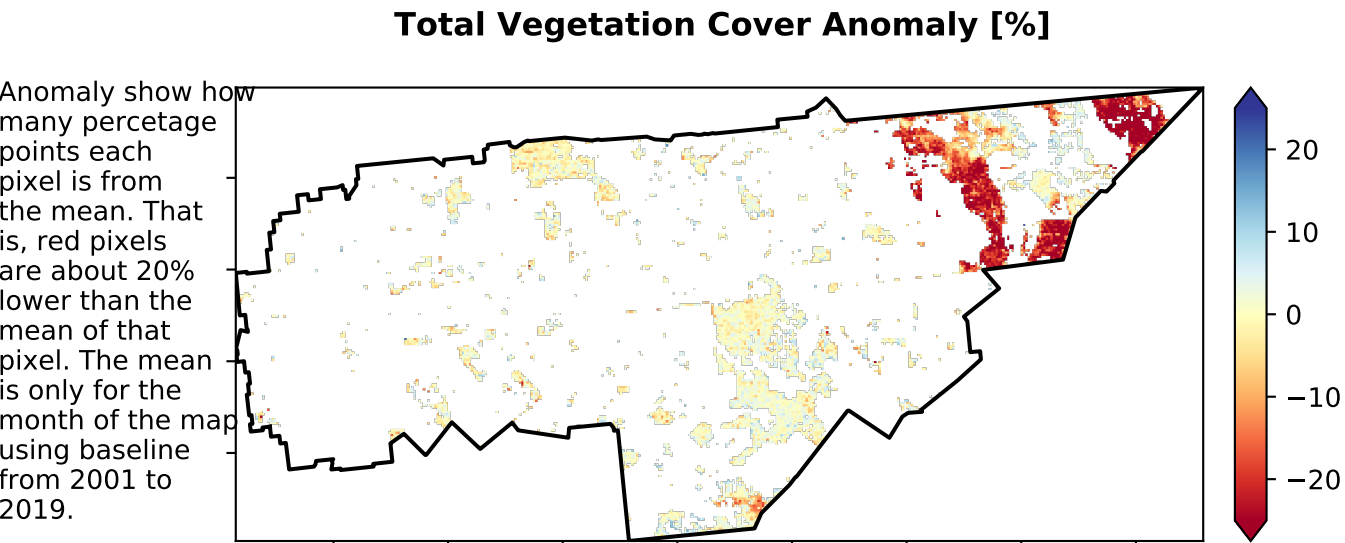 Total Vegetation Cover Anomaly [%]
Anomaly show how
many percetage
points each
pixel is from
the mean. That
is, red pixels
are about 20%
lower than the
mean of that
pixel. The mean
is only for the
month of the map
using baseline
from 2001 to
2019.
20
10
0
−10
−20